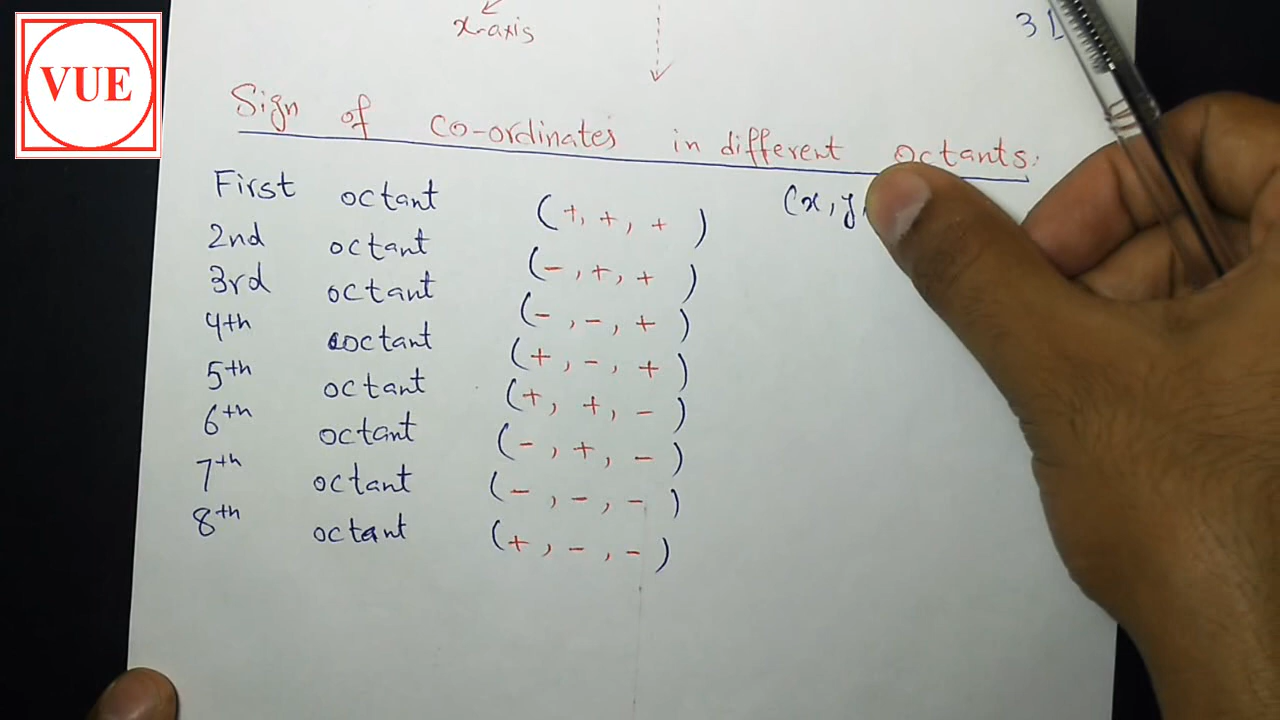 VUE
x-axis
3
Sign of co-ordinates in different octants:
First octant (+, +, +) (x, y,
2nd octant (-, +, +)
3rd octant (-, -, +)
4th octant (+, -, +)
5th octant (+, +, -)
6th octant (-, +, -)
7th octant (-, -, -)
8th octant (+, -, -)